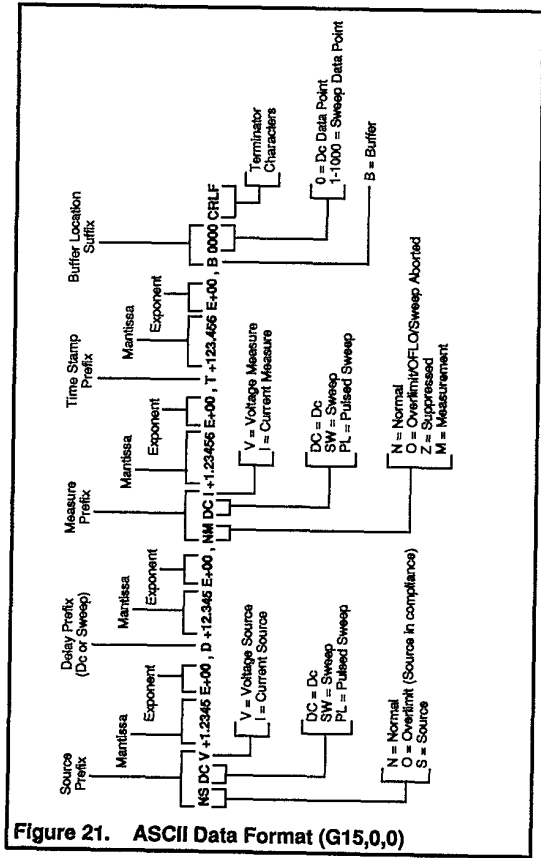 Source
Prefix
Delay Prefix
(Dc or Sweep)
Measure
Prefix
Time Stamp
Prefix
Buffer Location
Suffix
Mantissa
Exponent
Mantissa
Exponent
Mantissa
Exponent
Mantissa
Exponent
NS DC V +1.2345 E+00 , D +12.345 E+00, NM DC I +1.23456 E+00 , T +123.456 E+00 , B 0000 CRLF
V = Voltage Source
I = Current Source
DC = Dc
SW = Sweep
PL = Pulsed Sweep
N = Normal
O = Overlimit (Source in compliance)
S = Source
V = Voltage Measure
I = Current Measure
DC = Dc
SW = Sweep
PL = Pulsed Sweep
N = Normal
O = Overlimit/OFLO/Sweep Aborted
Z = Suppressed
M = Measurement
Terminator
Characters
0 = Dc Data Point
1-1000 = Sweep Data Point
B = Buffer
Figure 21. ASCII Data Format (G15,0,0)